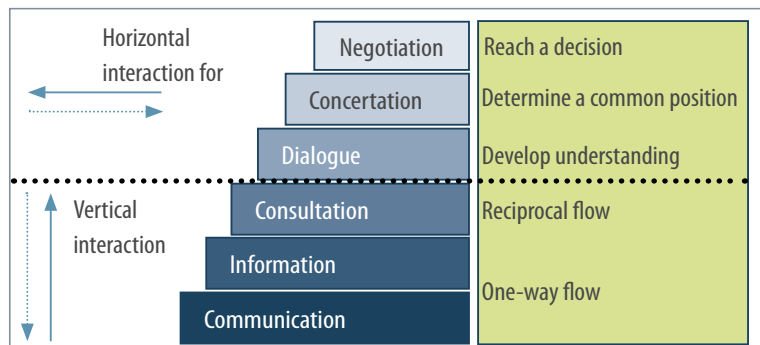 Horizontal
interaction for
Negotiation
Reach a decision
Concertation
Determine a common position
Dialogue
Develop understanding
Vertical
interaction
Consultation
Reciprocal flow
Information
One-way flow
Communication